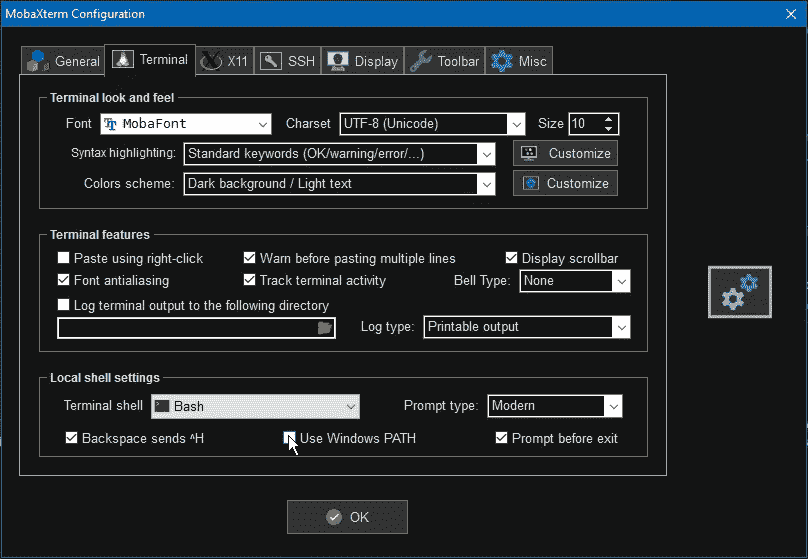 MobaXterm Configuration
General Terminal X11 SSH Display Toolbar Misc
Terminal look and feel
Font MobaFont Charset UTF-8 (Unicode) Size 10
Syntax highlighting: Standard keywords (OK/warning/error/...) Customize
Colors scheme: Dark background / Light text Customize
Terminal features
Paste using right-click Warn before pasting multiple lines Display scrollbar
Font antialiasing Track terminal activity Bell Type: None
Log terminal output to the following directory
Log type: Printable output
Local shell settings
Terminal shell Bash Prompt type: Modern
Backspace sends ^H Use Windows PATH Prompt before exit
OK